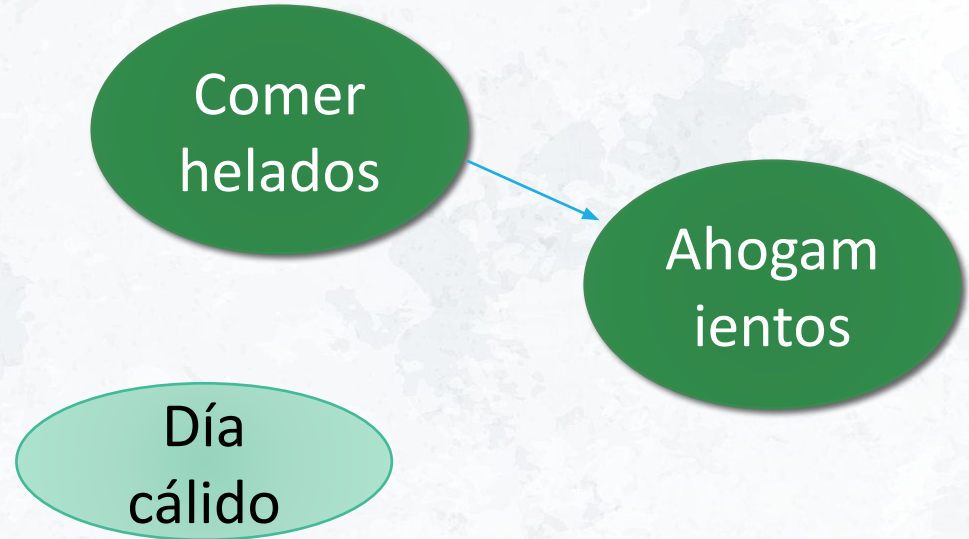 Comer
helados
Ahogam
ientos
Día
cálido